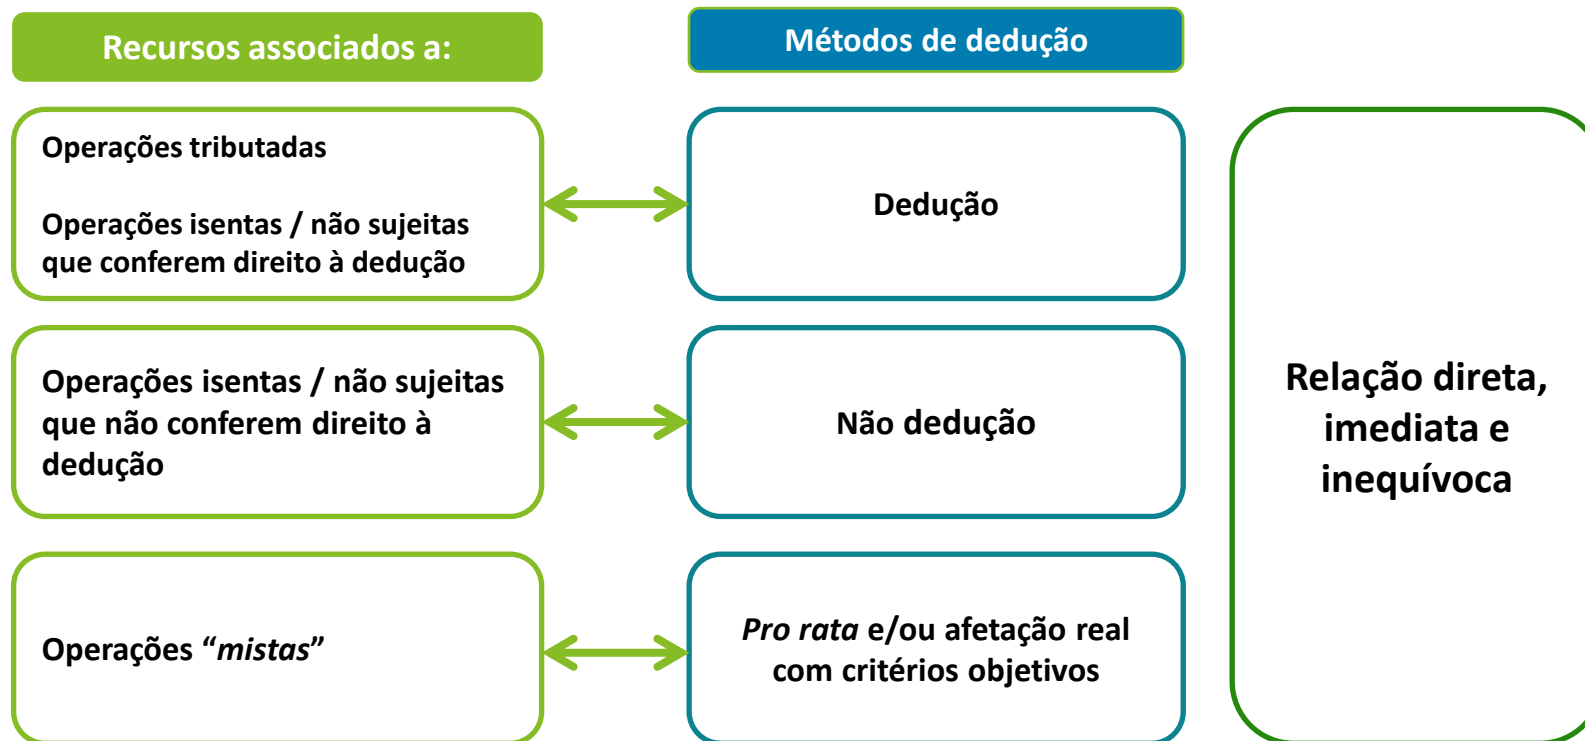 Recursos associados a:
Métodos de dedução
Operações tributadas
Operações isentas / não sujeitas
que conferem direito à dedução
Dedução
Operações isentas / não sujeitas
que não conferem direito à
dedução
Não dedução
Operações “mistas”
Pro rata e/ou afetação real
com critérios objetivos
Relação direta,
imediata e
inequívoca